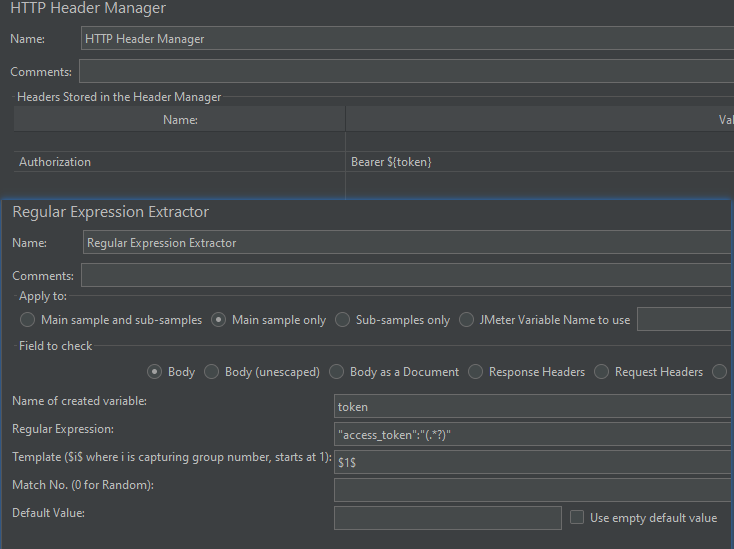 HTTP Header Manager
Name: HTTP Header Manager
Comments:
Headers Stored in the Header Manager
Name: Val
Authorization Bearer ${token}
Regular Expression Extractor
Name: Regular Expression Extractor
Comments:
Apply to:
Main sample and sub-samples Main sample only Sub-samples only JMeter Variable Name to use
Field to check
Body Body (unescaped) Body as a Document Response Headers Request Headers
Name of created variable: token
Regular Expression: "access_token":"(.*?)"
Template ($i$ where i is capturing group number, starts at 1): $1$
Match No. (0 for Random):
Default Value: Use empty default value